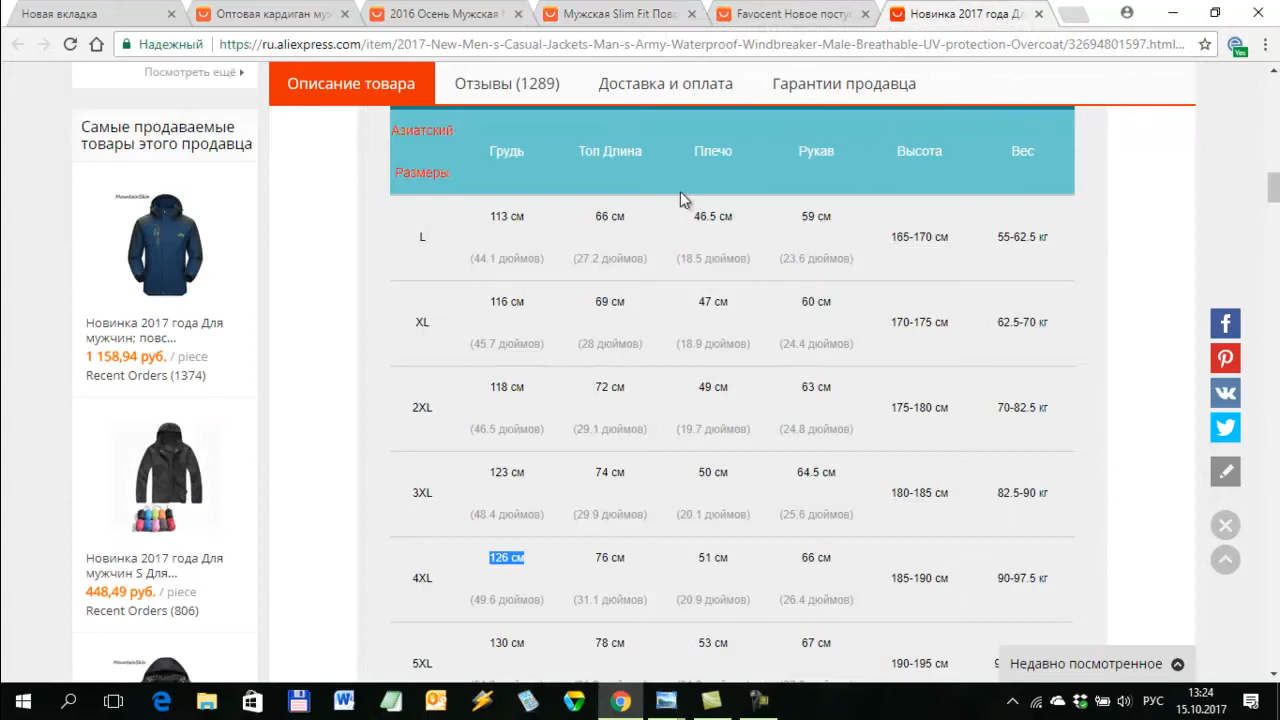 Новая вкладка
Оптовая кардиган му
2016 Осень Мужская
Мужская Slim Fit Повс
Favocent Новое посту
Новинка 2017 года Д
Надежный
https://ru.aliexpress.com/item/2017-New-Men-s-Casual-Jackets-Man-s-Army-Waterproof-Windbreaker-Male-Breathable-UV-protection-Overcoat/32694801597.html...
Yes
Посмотреть ещё
Описание товара
Отзывы (1289)
Доставка и оплата
Гарантии продавца
Самые продаваемые
товары этого продавца
MountainSkin
Новинка 2017 года Для
мужчин; повс...
1 158,94 руб. / piece
Recent Orders (1374)
Новинка 2017 года Для
мужчин S Для...
448,49 руб. / piece
Recent Orders (806)
MountainSkin
Азиатский
Размеры
Грудь Топ Длина Плечо Рукав Высота Вес
113 см 66 см 46.5 см 59 см
L 165-170 см 55-62.5 кг
(44.1 дюймов) (27.2 дюймов) (18.5 дюймов) (23.6 дюймов)
116 см 69 см 47 см 60 см
XL 170-175 см 62.5-70 кг
(45.7 дюймов) (28 дюймов) (18.9 дюймов) (24.4 дюймов)
118 см 72 см 49 см 63 см
2XL 175-180 см 70-82.5 кг
(46.5 дюймов) (29.1 дюймов) (19.7 дюймов) (24.8 дюймов)
123 см 74 см 50 см 64.5 см
3XL 180-185 см 82.5-90 кг
(48.4 дюймов) (29.9 дюймов) (20.1 дюймов) (25.6 дюймов)
126 см 76 см 51 см 66 см
4XL 185-190 см 90-97.5 кг
(49.6 дюймов) (31.1 дюймов) (20.9 дюймов) (26.4 дюймов)
130 см 78 см 53 см 67 см
5XL 190-195 см
Недавно посмотренное
РУС
13:24
15.10.2017